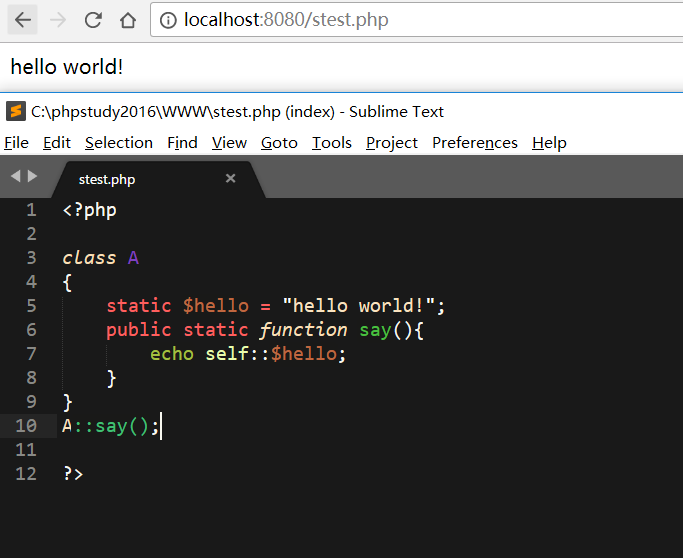 localhost:8080/stest.php
hello world!
C:\phpstudy2016\WWW\stest.php (index) - Sublime Text
File Edit Selection Find View Goto Tools Project Preferences Help
stest.php
1 <?php
2
3 class A
4 {
5 static $hello = "hello world!";
6 public static function say(){
7 echo self::$hello;
8 }
9 }
10 A::say();
11
12 ?>